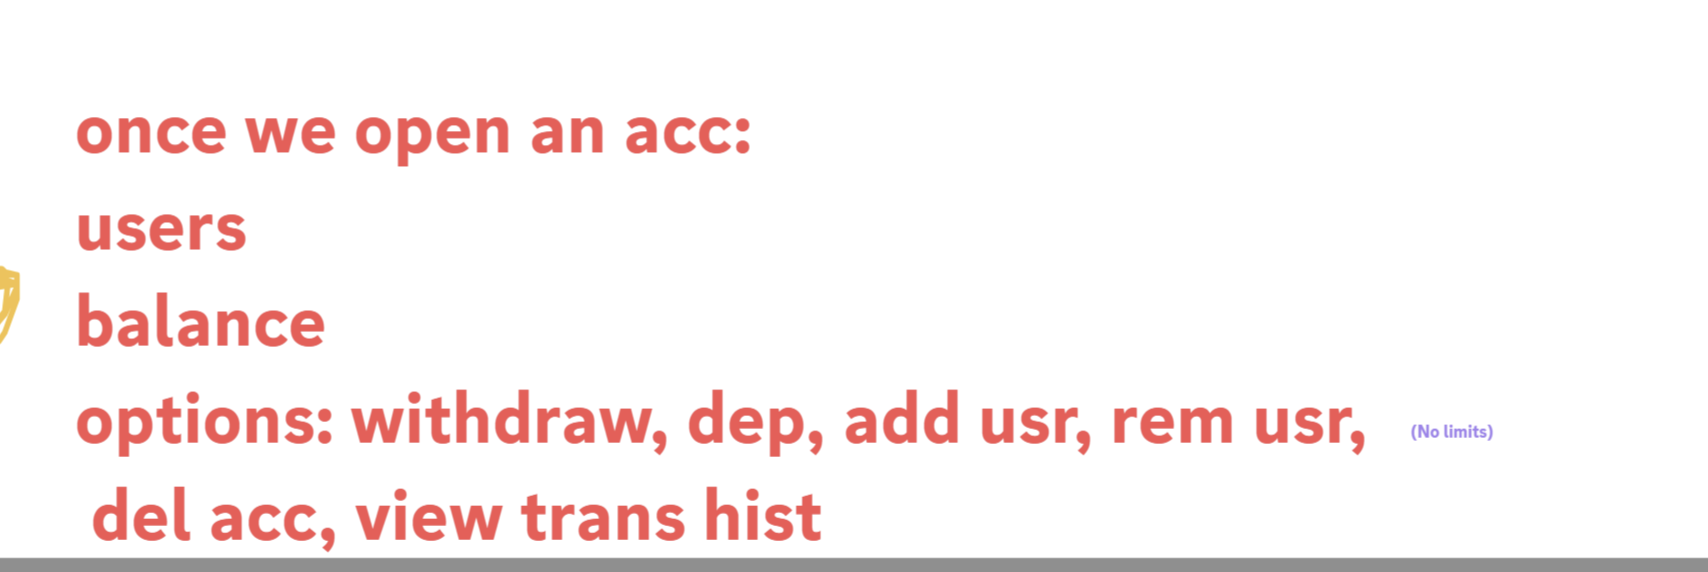 once we open an acc:
users
balance
options: withdraw, dep, add usr, rem usr, (No limits)
del acc, view trans hist